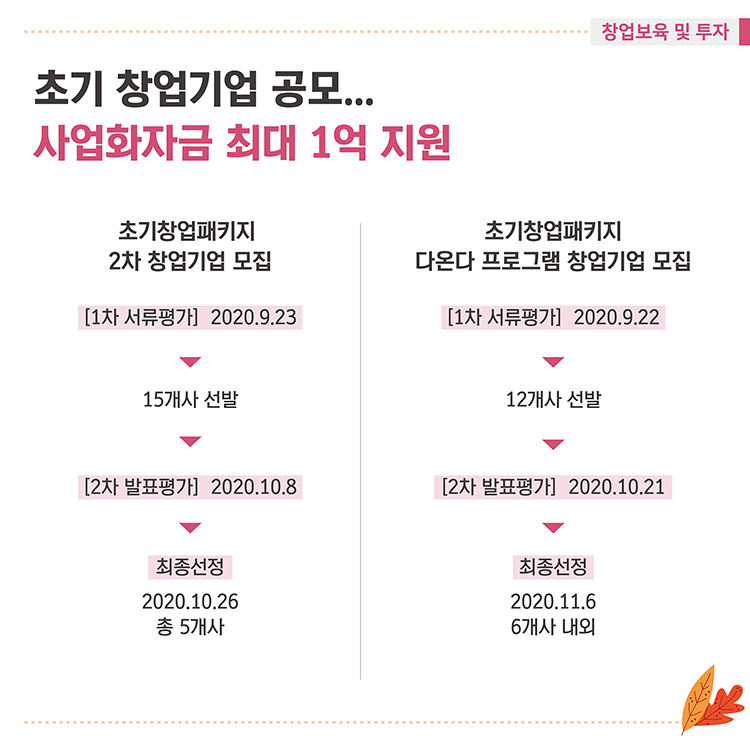 창업보육 및 투자
초기 창업기업 공모...
사업화자금 최대 1억 지원
초기창업패키지
2차 창업기업 모집
[1차 서류평가] 2020.9.23
15개사 선발
[2차 발표평가] 2020.10.8
최종선정
2020.10.26
총 5개사
초기창업패키지
다온다 프로그램 창업기업 모집
[1차 서류평가] 2020.9.22
12개사 선발
[2차 발표평가] 2020.10.21
최종선정
2020.11.6
6개사 내외